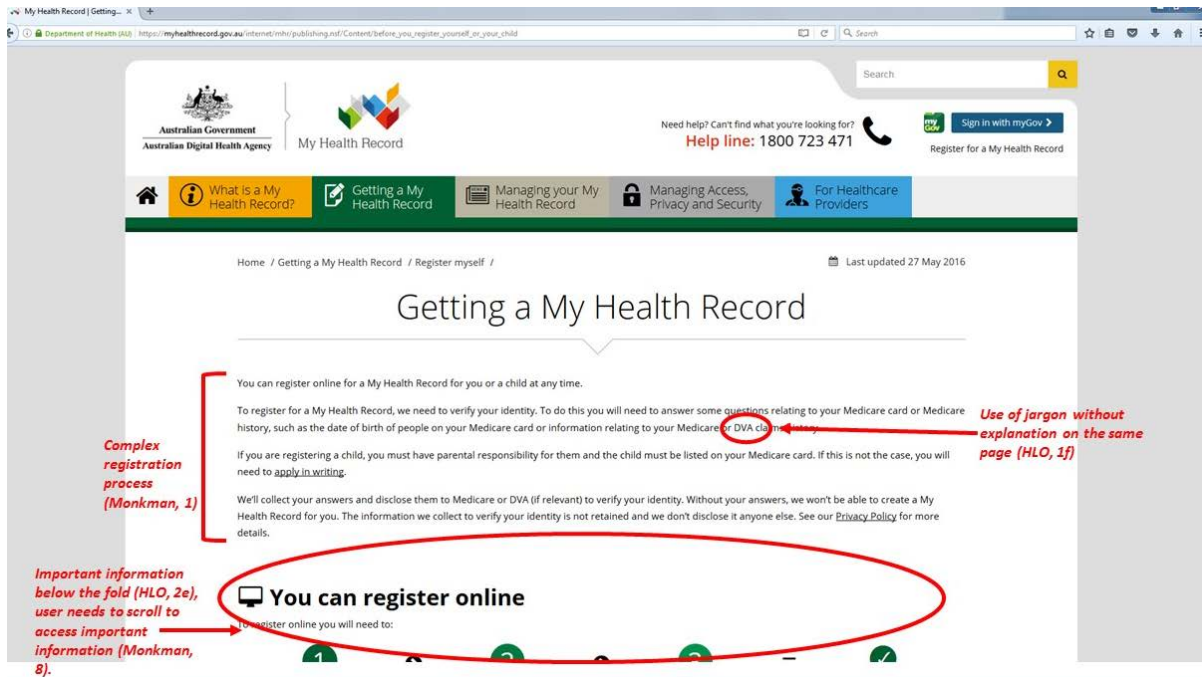 My Health Record | Getting...
Department of Health (AU) https://myhealthrecord.gov.au/internet/mhr/publishing.nsf/Content/before_you_register_yourself_or_your_child
Search
Search
Australian Government
Australian Digital Health Agency
My Health Record
Need help? Can't find what you're looking for?
Help line: 1800 723 471
my GOV
Sign in with myGov
Register for a My Health Record
What is a My Health Record?
Getting a My Health Record
Managing your My Health Record
Managing Access, Privacy and Security
For Healthcare Providers
Home / Getting a My Health Record / Register myself /
Last updated 27 May 2016
Getting a My Health Record
You can register online for a My Health Record for you or a child at any time.
To register for a My Health Record, we need to verify your identity. To do this you will need to answer some questions relating to your Medicare card or Medicare
history, such as the date of birth of people on your Medicare card or information relating to your Medicare or DVA claims history.
If you are registering a child, you must have parental responsibility for them and the child must be listed on your Medicare card. If this is not the case, you will
need to apply in writing.
We'll collect your answers and disclose them to Medicare or DVA (if relevant) to verify your identity. Without your answers, we won't be able to create a My
Health Record for you. The information we collect to verify your identity is not retained and we don't disclose it anyone else. See our Privacy Policy for more
details.
Complex
registration
process
(Monkman, 1)
Use of jargon without
explanation on the same
page (HLO, 1f)
Important information
below the fold (HLO, 2e),
user needs to scroll to
access important
information (Monkman,
8).
You can register online
To register online you will need to:
1
2
3